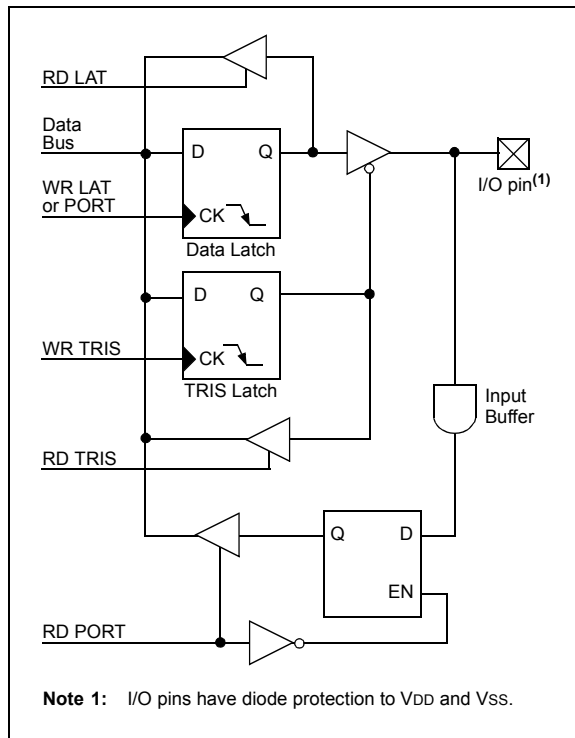 RD LAT
Data
Bus
D Q
WR LAT
or PORT
CK
Data Latch
I/O pin(1)
D Q
WR TRIS
CK
TRIS Latch
Input
Buffer
RD TRIS
Q D
EN
RD PORT
Note 1: I/O pins have diode protection to VDD and VSS.